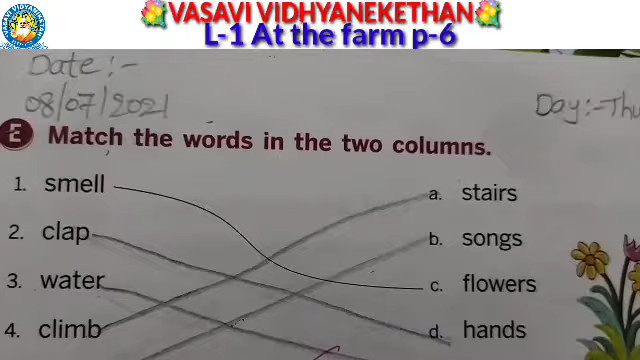 VASAVI VIDHYANEKETHAN
L-1 At the farm p-6
Date :-
08/07/2021
Day:-Thu
E Match the words in the two columns.
1. smell
a. stairs
2. clap
b. songs
3. water
c. flowers
4. climb
d. hands